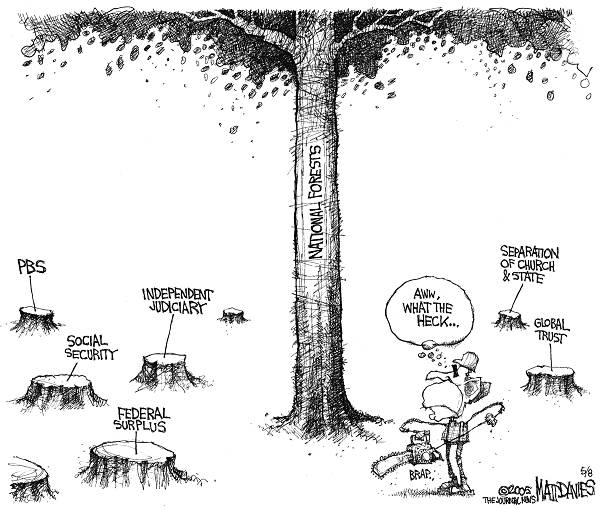 NATIONAL FORESTS
PBS
SOCIAL
SECURITY
INDEPENDENT
JUDICIARY
FEDERAL
SURPLUS
AWW,
WHAT THE
HECK...
SEPARATION
OF CHURCH
& STATE
GLOBAL
TRUST
BRAP..
5/8
©2005 MATT DAVIES
THE JOURNAL NEWS